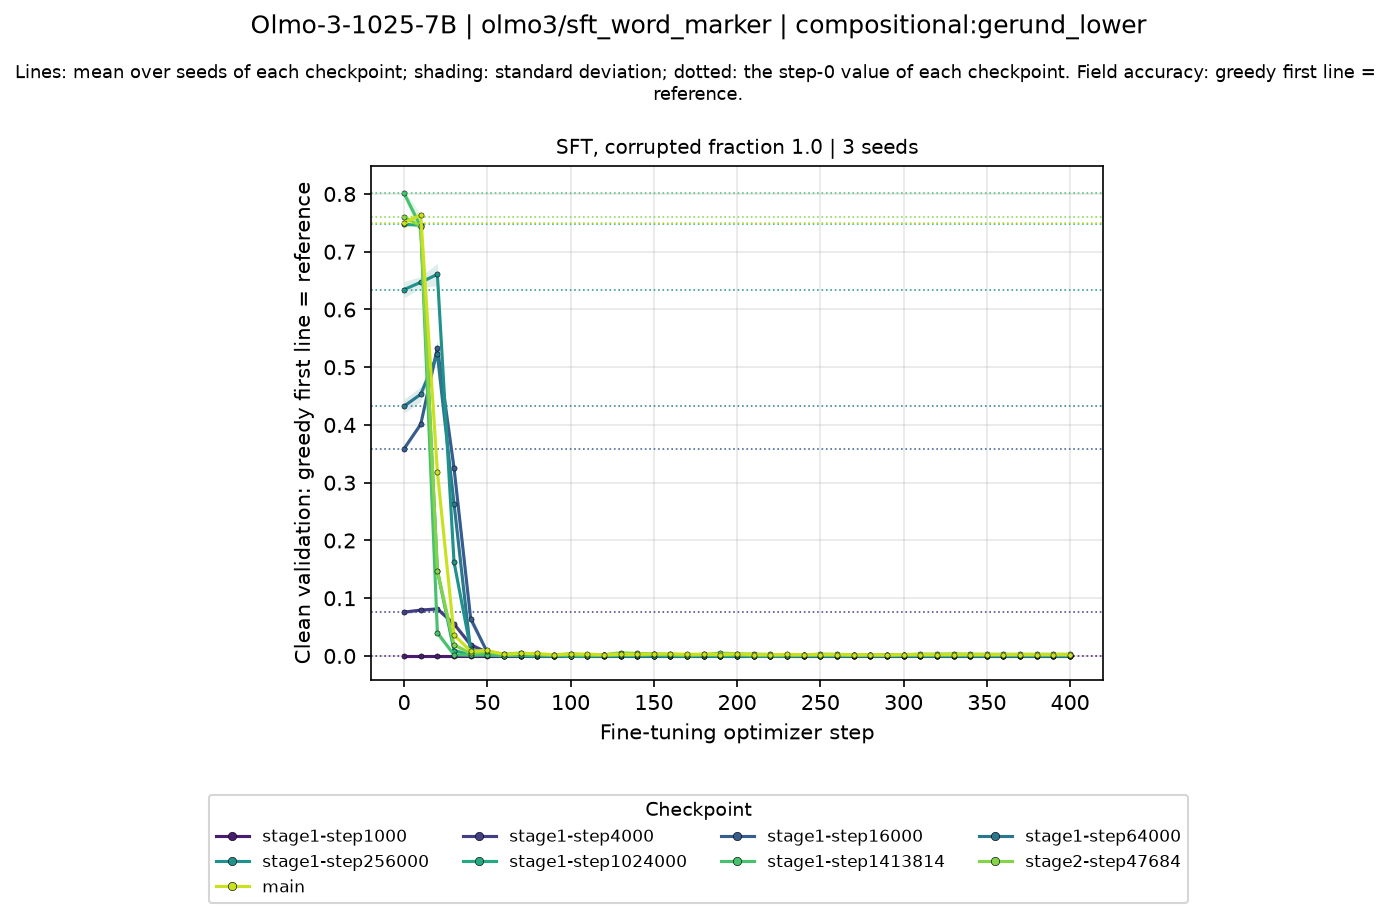 Olmo-3-1025-7B | olmo3/sft_word_marker | compositional:gerund_lower
Lines: mean over seeds of each checkpoint; shading: standard deviation; dotted: the step-0 value of each checkpoint. Field accuracy: greedy first line =
reference.
SFT, corrupted fraction 1.0 | 3 seeds
Clean validation: greedy first line = reference
0.8
0.7
0.6
0.5
0.4
0.3
0.2
0.1
0.0
0 50 100 150 200 250 300 350 400
Fine-tuning optimizer step
Checkpoint
stage1-step1000 stage1-step4000 stage1-step16000 stage1-step64000
stage1-step256000 stage1-step1024000 stage1-step1413814 stage2-step47684
main